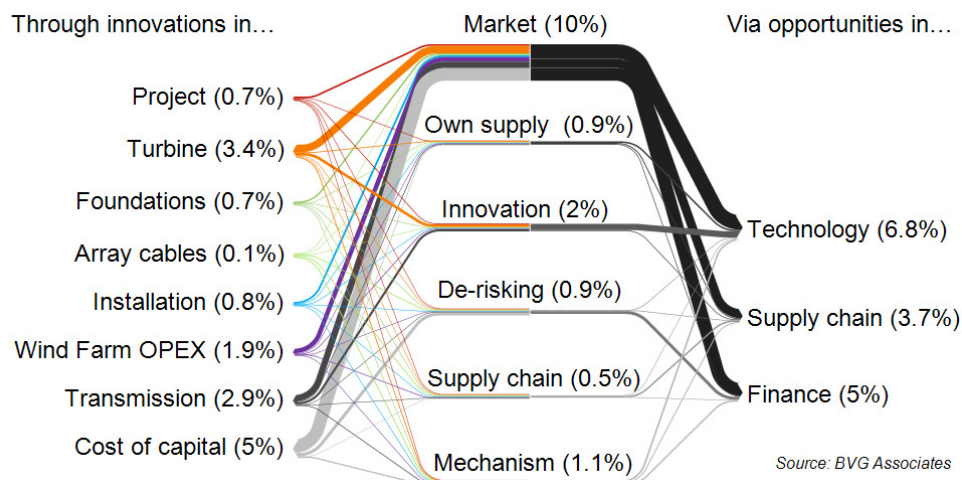 Through innovations in…
Market (10%)
Via opportunities in…
Project (0.7%)
Own supply (0.9%)
Turbine (3.4%)
Foundations (0.7%)
Innovation (2%)
Technology (6.8%)
Array cables (0.1%)
De-risking (0.9%)
Installation (0.8%)
Supply chain (3.7%)
Wind Farm OPEX (1.9%)
Supply chain (0.5%)
Transmission (2.9%)
Finance (5%)
Cost of capital (5%)
Mechanism (1.1%)
Source: BVG Associates